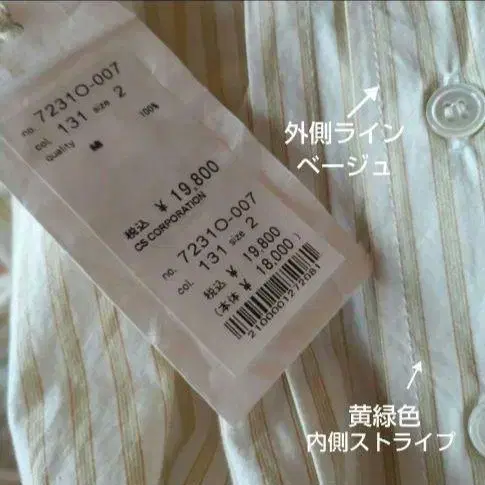 no. 7231O-007
col. 131 size 2
quality 綿 100%
税込 ¥ 19,800
CS CORPORATION
no. 7231O-007
col. 131 size 2
税込 ¥ 19,800
(本体 ¥ 18,000)
2100001272081
外側ライン
ベージュ
黄緑色
内側ストライプ